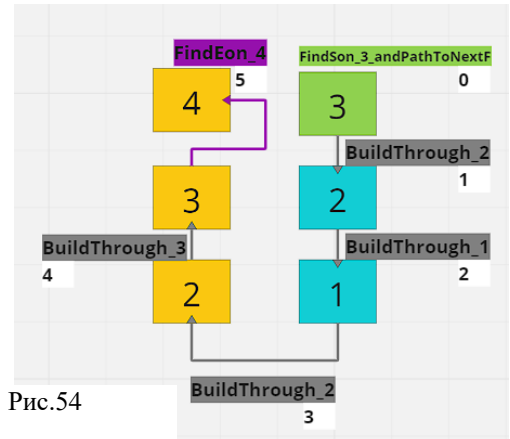 FindEon_4
5
FindSon_3_andPathToNextF
0
4
3
BuildThrough_2
1
3
2
BuildThrough_3
4
BuildThrough_1
2
2
1
BuildThrough_2
3
Рис.54